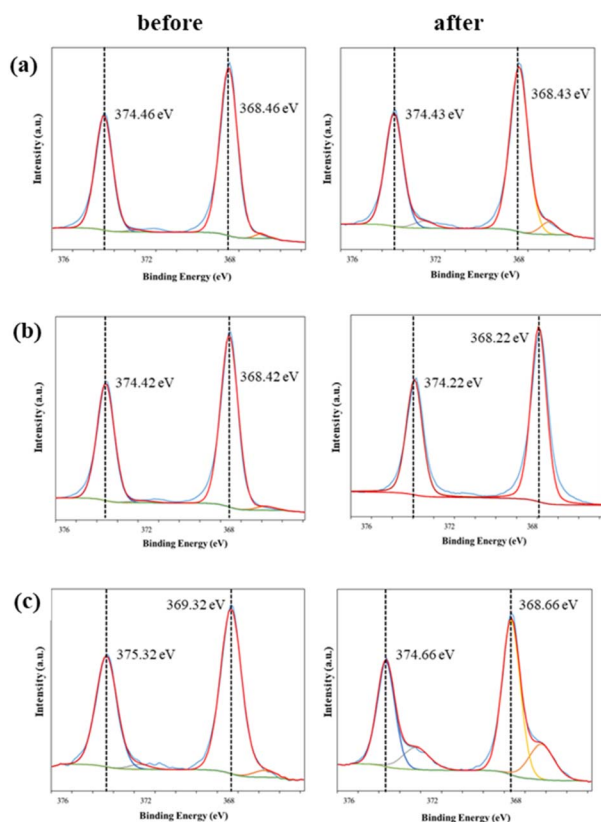 before after
(a)
374.46 eV 368.46 eV
Intensity (a.u.)
376 372 368
Binding Energy (eV)
374.43 eV 368.43 eV
Intensity (a.u.)
376 372 368
Binding Energy (eV)
(b)
374.42 eV 368.42 eV
Intensity (a.u.)
376 372 368
Binding Energy (eV)
368.22 eV
374.22 eV
Intensity (a.u.)
376 372 368
Binding Energy (eV)
(c)
369.32 eV
375.32 eV
Intensity (a.u.)
376 372 368
Binding Energy (eV)
368.66 eV
374.66 eV
Intensity (a.u.)
376 372 368
Binding Energy (eV)